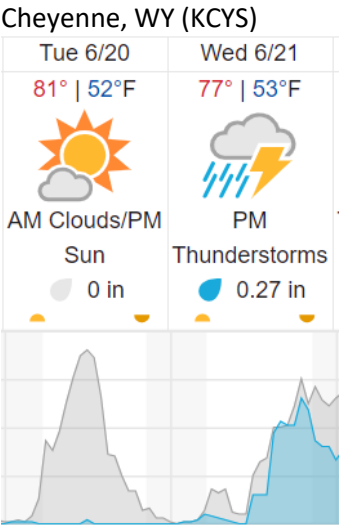 Cheyenne, WY (KCYS)
Tue 6/20 Wed 6/21
81° | 52°F 77° | 53°F
AM Clouds/PM PM
Sun Thunderstorms
0 in 0.27 in